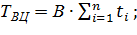 T_{ВЦ} = B · ∑_{i=1}^{n} t_i ;